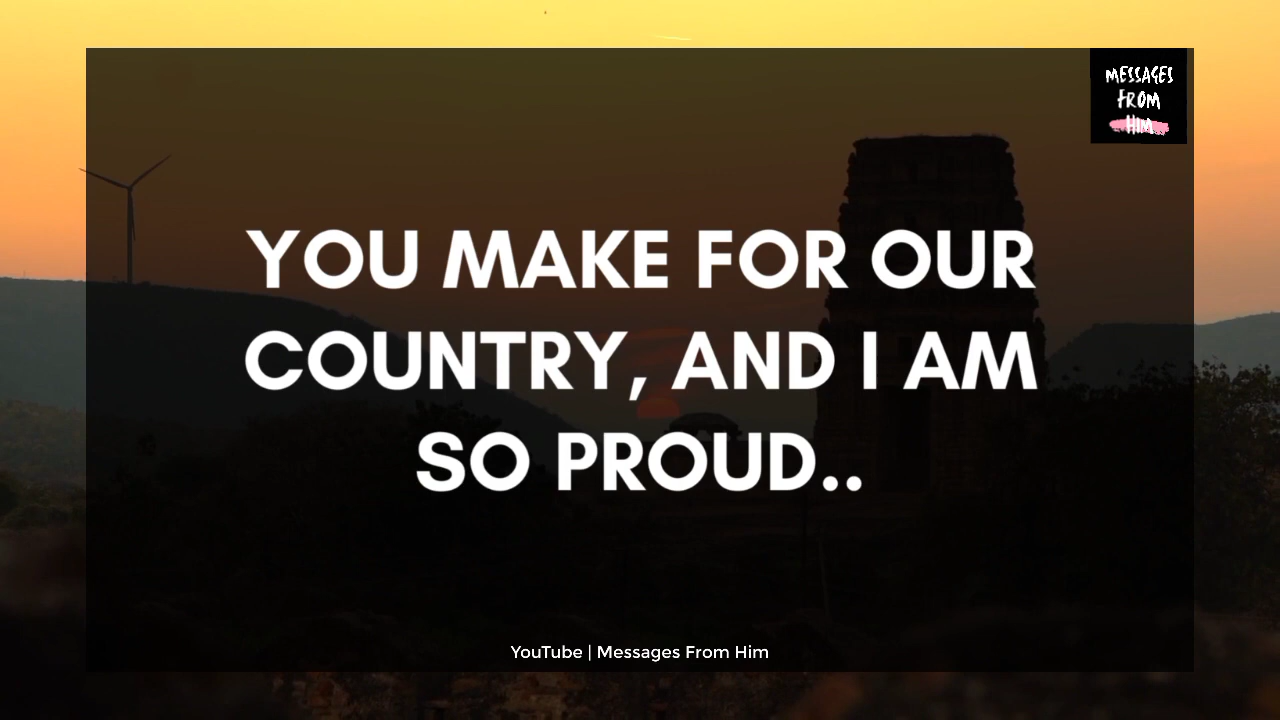 MESSAGES
FROM
HIM
YOU MAKE FOR OUR
COUNTRY, AND I AM
SO PROUD..
YouTube | Messages From Him